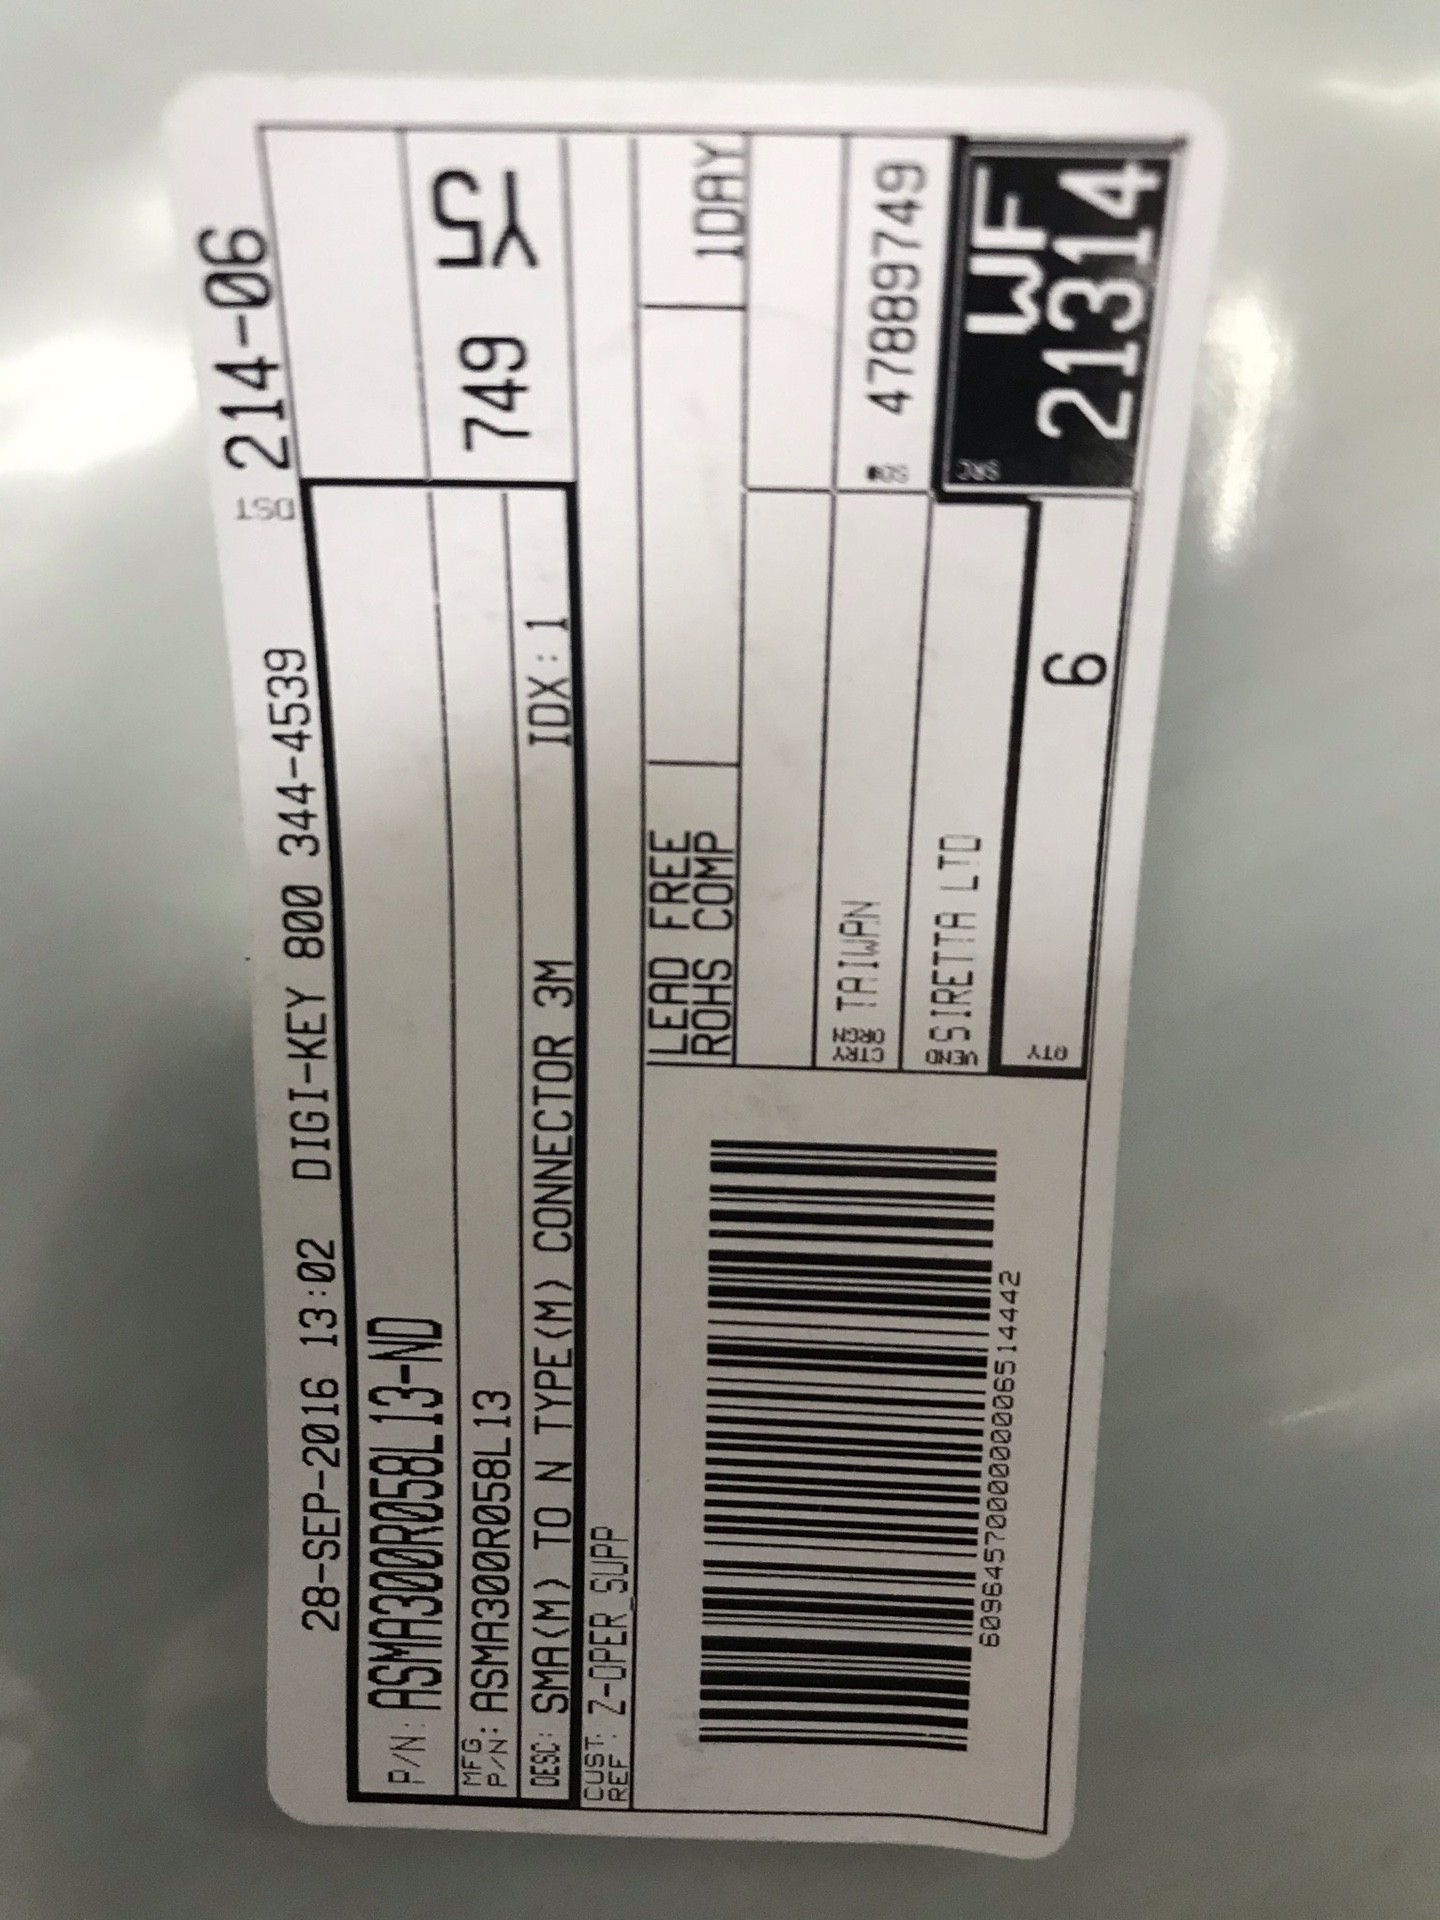 28-SEP-2016 13:02 DIGI-KEY 800 344-4539 DST 214-06
P/N: ASMA300R058L13-ND
MFG P/N: ASMA300R058L13
749 Y5
DESC: SMA(M) TO N TYPE(M) CONNECTOR 3M IDX:1
CUST. REF: Z-OPER_SUPP
LEAD FREE
ROHS COMP
1DAY
CTRY ORGN TAIWAN
SO# 47889749
VEND SIRETTA LTD
SRC WF
21314
QTY 6